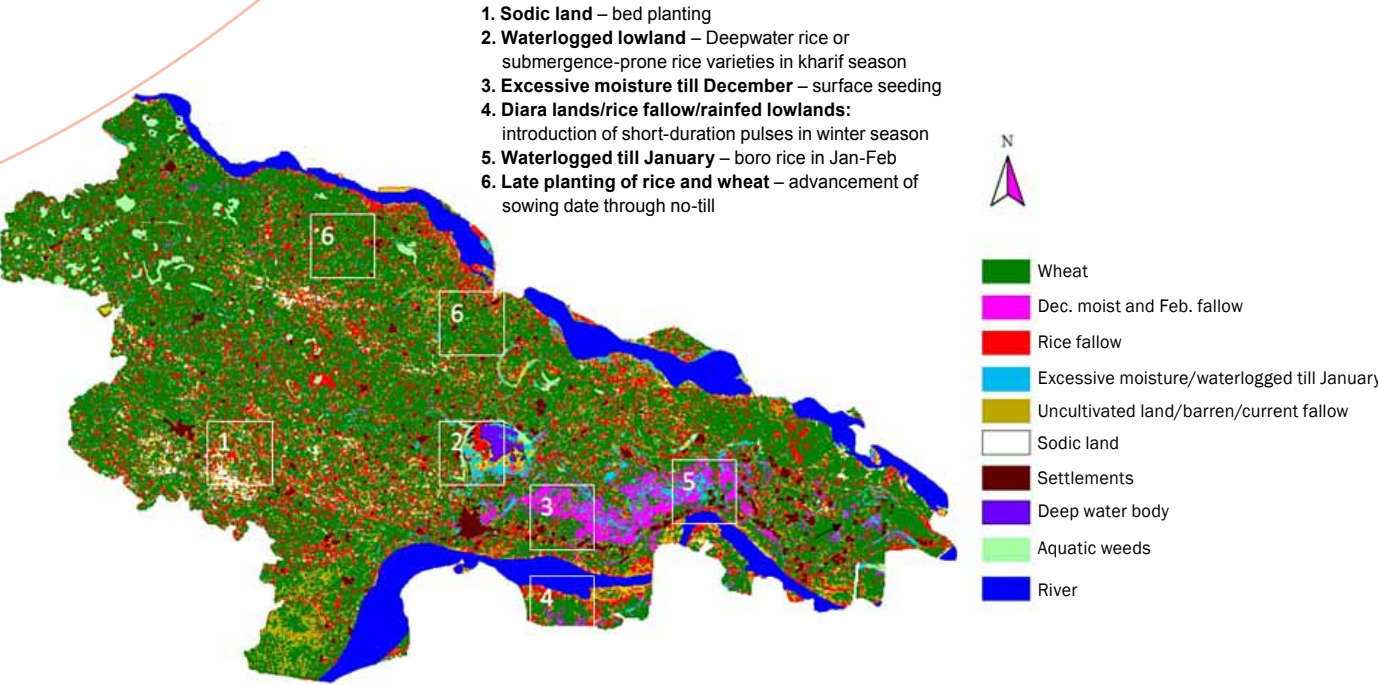 1. Sodic land – bed planting
2. Waterlogged lowland – Deepwater rice or
submergence-prone rice varieties in kharif season
3. Excessive moisture till December – surface seeding
4. Diara lands/rice fallow/rainfed lowlands:
introduction of short-duration pulses in winter season
5. Waterlogged till January – boro rice in Jan-Feb
6. Late planting of rice and wheat – advancement of
sowing date through no-till
N
6
6
1
2
3
5
4
Wheat
Dec. moist and Feb. fallow
Rice fallow
Excessive moisture/waterlogged till January
Uncultivated land/barren/current fallow
Sodic land
Settlements
Deep water body
Aquatic weeds
River